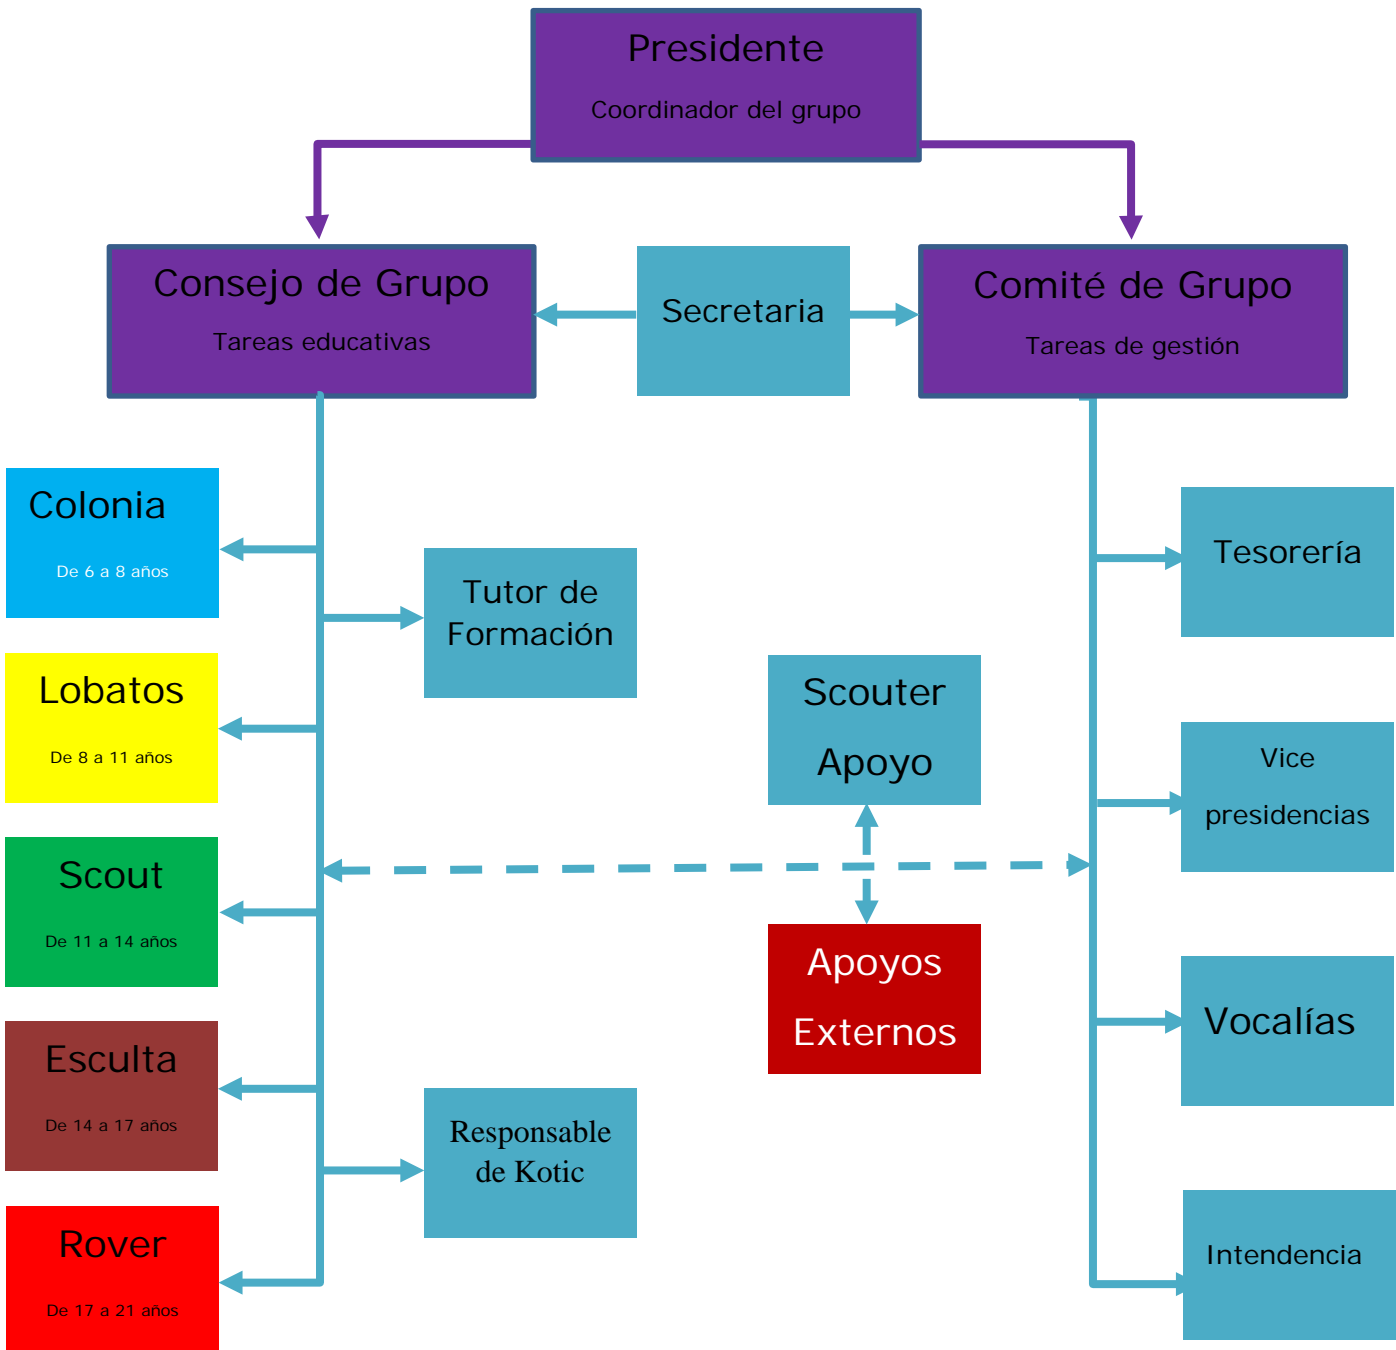 Presidente
Coordinador del grupo
Consejo de Grupo
Tareas educativas
Secretaria
Comité de Grupo
Tareas de gestión
Colonia
De 6 a 8 años
Lobatos
De 8 a 11 años
Scout
De 11 a 14 años
Esculta
De 14 a 17 años
Rover
De 17 a 21 años
Tutor de
Formación
Responsable
de Kotic
Scouter
Apoyo
Apoyos
Externos
Tesorería
Vice
presidencias
Vocalías
Intendencia